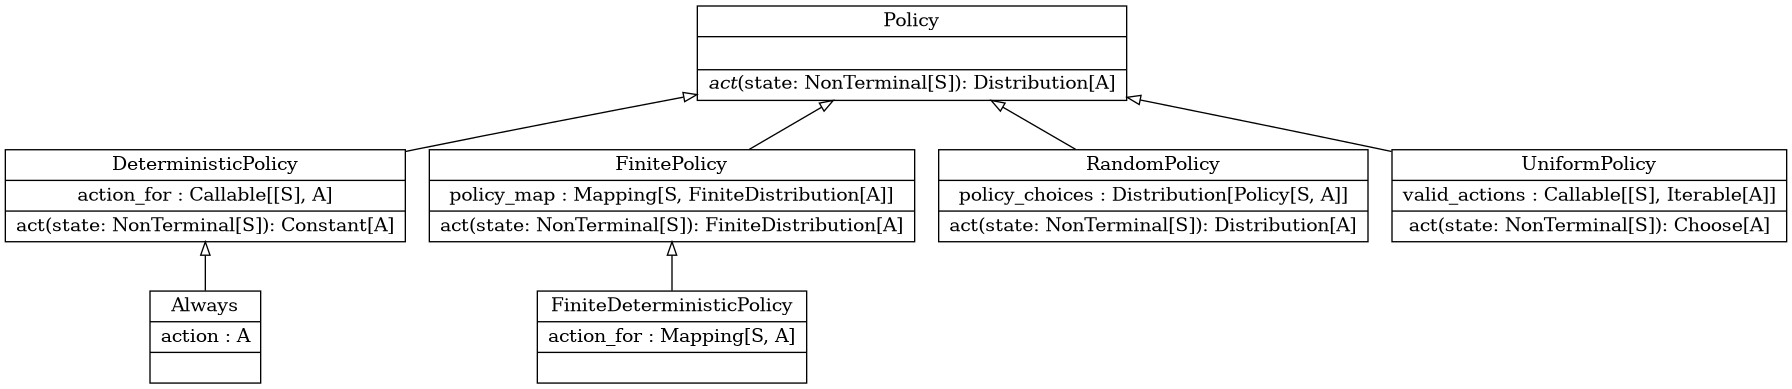 Policy
act(state: NonTerminal[S]): Distribution[A]
DeterministicPolicy
action_for : Callable[[S], A]
act(state: NonTerminal[S]): Constant[A]
FinitePolicy
policy_map : Mapping[S, FiniteDistribution[A]]
act(state: NonTerminal[S]): FiniteDistribution[A]
RandomPolicy
policy_choices : Distribution[Policy[S, A]]
act(state: NonTerminal[S]): Distribution[A]
UniformPolicy
valid_actions : Callable[[S], Iterable[A]]
act(state: NonTerminal[S]): Choose[A]
Always
action : A
FiniteDeterministicPolicy
action_for : Mapping[S, A]